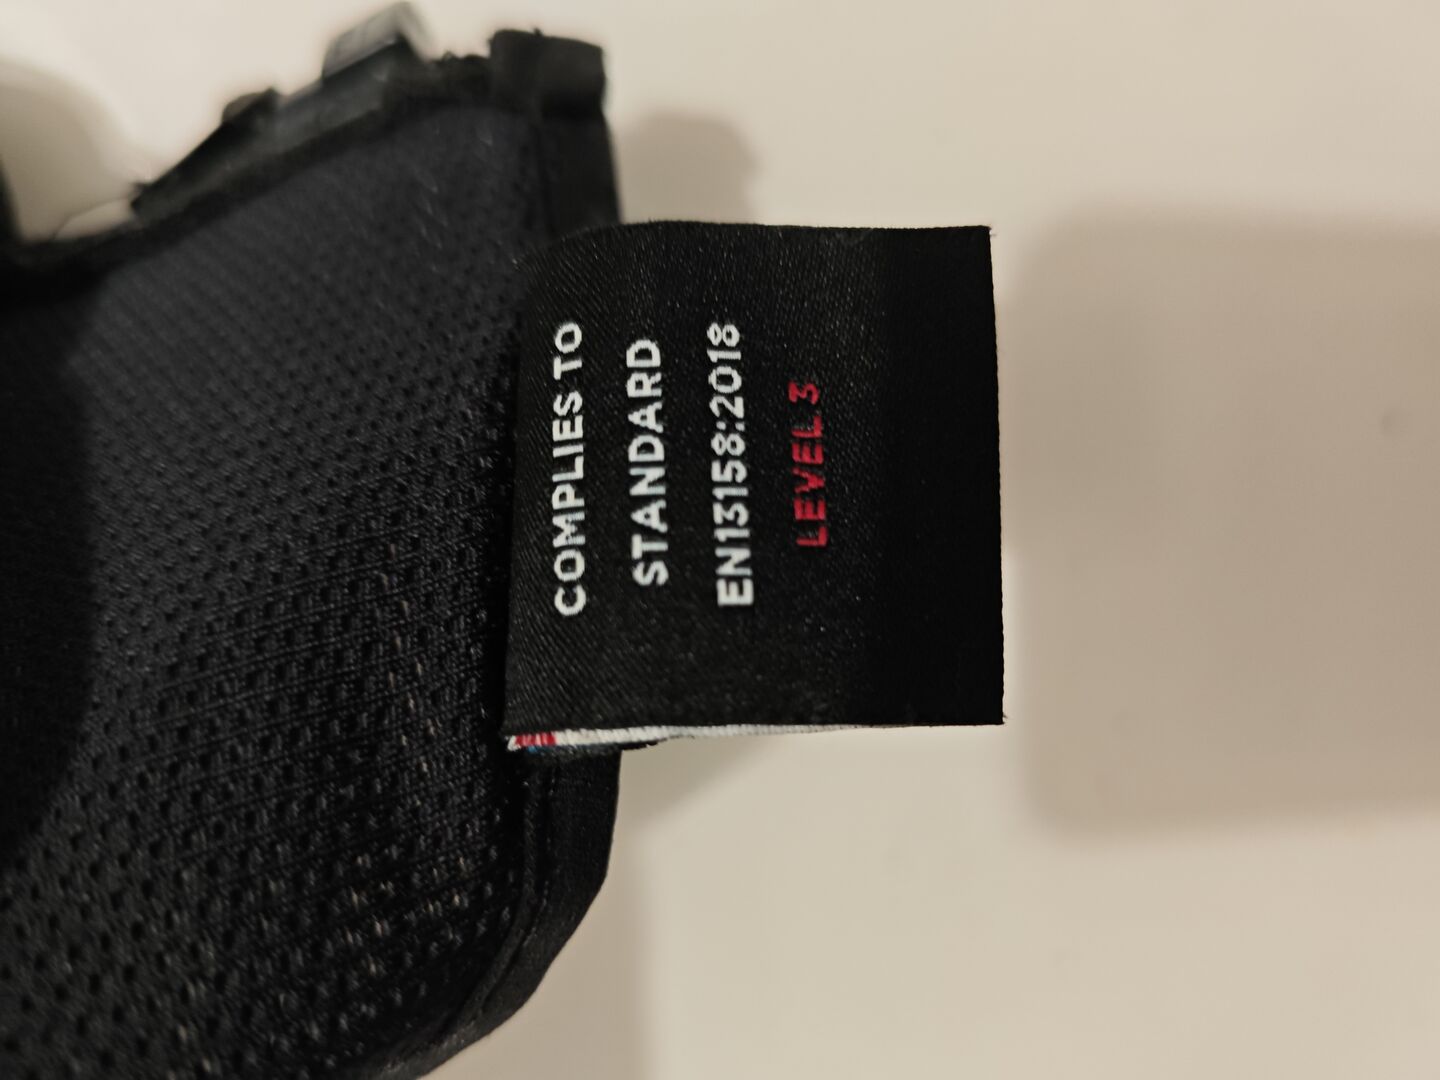 COMPLIES TO
STANDARD
EN13158:2018
LEVEL 3